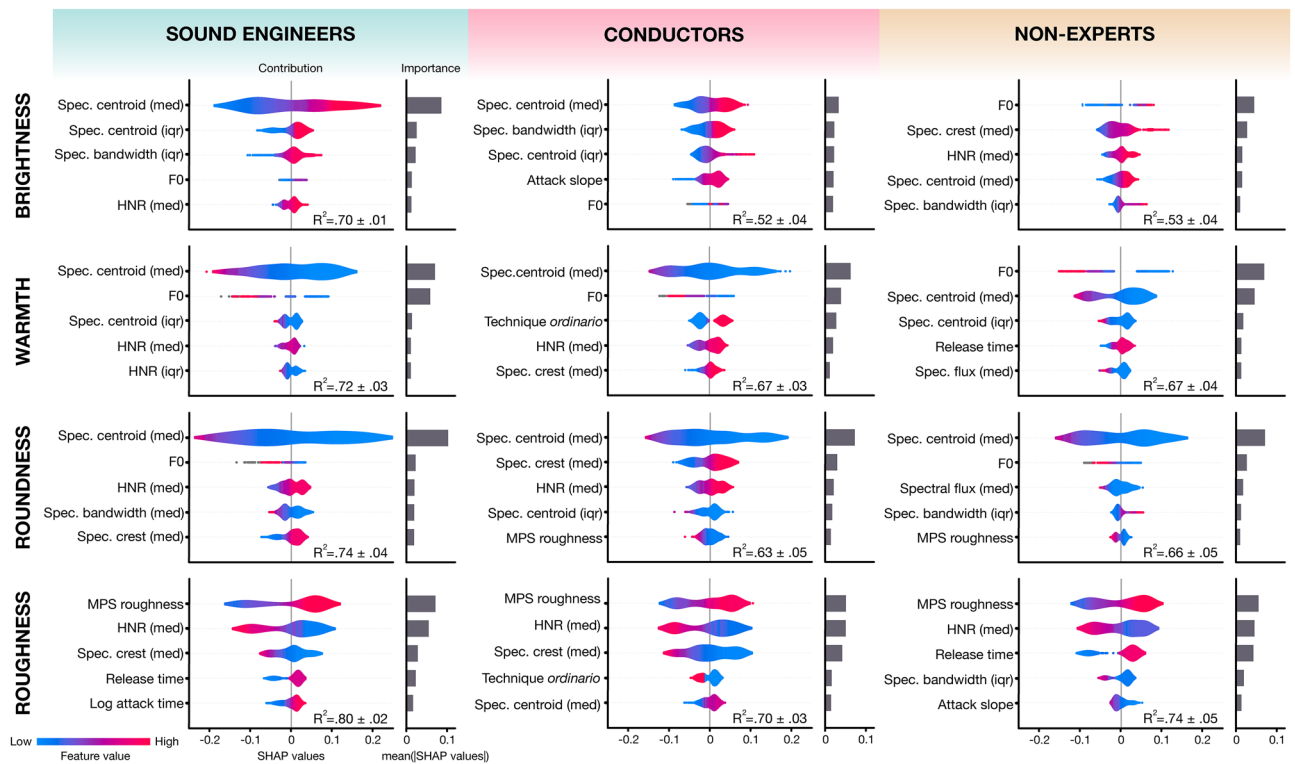 SOUND ENGINEERS
CONDUCTORS
NON-EXPERTS
Contribution
Importance
BRIGHTNESS
Spec. centroid (med)
Spec. centroid (iqr)
Spec. bandwidth (iqr)
F0
HNR (med)
R²=.70 ± .01
Spec. centroid (med)
Spec. bandwidth (iqr)
Spec. centroid (iqr)
Attack slope
F0
R²=.52 ± .04
F0
Spec. crest (med)
HNR (med)
Spec. centroid (med)
Spec. bandwidth (iqr)
R²=.53 ± .04
WARMTH
Spec. centroid (med)
F0
Spec. centroid (iqr)
HNR (med)
HNR (iqr)
R²=.72 ± .03
Spec.centroid (med)
F0
Technique ordinario
HNR (med)
Spec. crest (med)
R²=.67 ± .03
F0
Spec. centroid (med)
Spec. centroid (iqr)
Release time
Spec. flux (med)
R²=.67 ± .04
ROUNDNESS
Spec. centroid (med)
F0
HNR (med)
Spec. bandwidth (med)
Spec. crest (med)
R²=.74 ± .04
Spec. centroid (med)
Spec. crest (med)
HNR (med)
Spec. centroid (iqr)
MPS roughness
R²=.63 ± .05
Spec. centroid (med)
F0
Spectral flux (med)
Spec. bandwidth (iqr)
MPS roughness
R²=.66 ± .05
ROUGHNESS
MPS roughness
HNR (med)
Spec. crest (med)
Release time
Log attack time
R²=.80 ± .02
MPS roughness
HNR (med)
Spec. crest (med)
Technique ordinario
Spec. centroid (med)
R²=.70 ± .03
MPS roughness
HNR (med)
Release time
Spec. bandwidth (iqr)
Attack slope
R²=.74 ± .05
-0.2 -0.1 0 0.1 0.2
0 0.1
-0.2 -0.1 0 0.1 0.2
0 0.1
-0.2 -0.1 0 0.1 0.2
0 0.1
Low High
Feature value
SHAP values
mean(|SHAP values|)